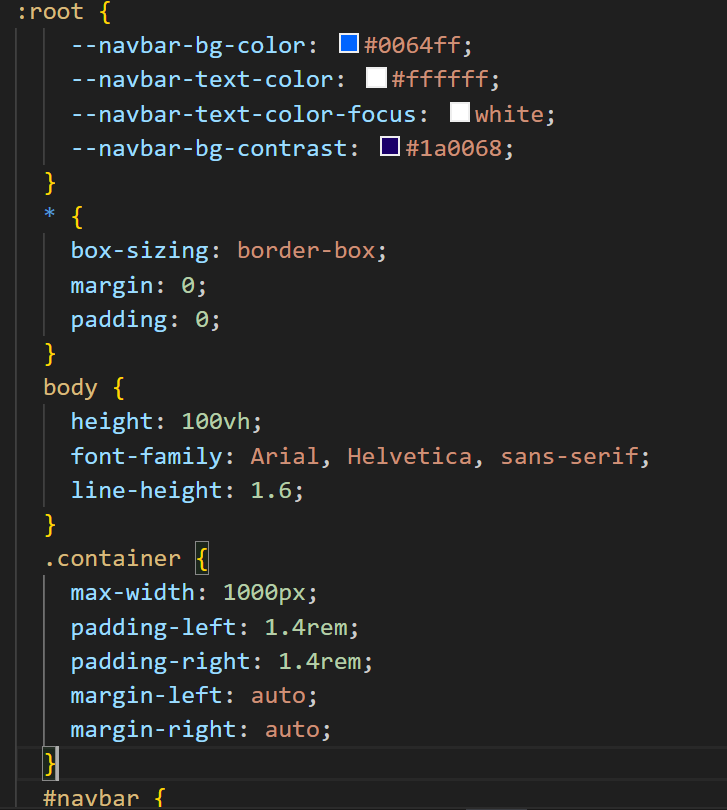 :root {
--navbar-bg-color: #0064ff;
--navbar-text-color: #ffffff;
--navbar-text-color-focus: white;
--navbar-bg-contrast: #1a0068;
}
* {
box-sizing: border-box;
margin: 0;
padding: 0;
}
body {
height: 100vh;
font-family: Arial, Helvetica, sans-serif;
line-height: 1.6;
}
.container {
max-width: 1000px;
padding-left: 1.4rem;
padding-right: 1.4rem;
margin-left: auto;
margin-right: auto;
}
#navbar {